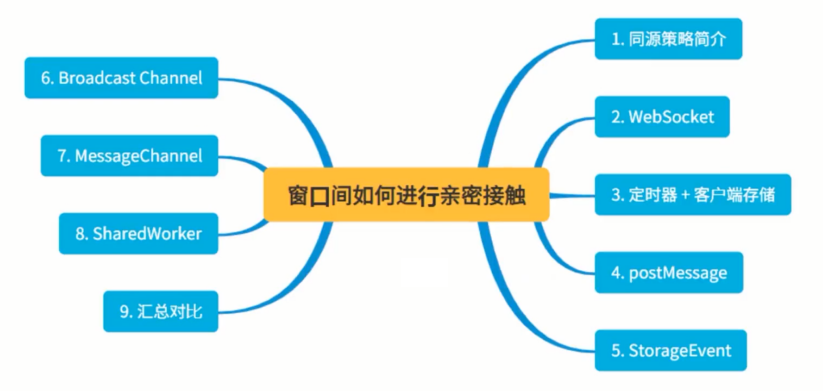 窗口间如何进行亲密接触
1. 同源策略简介
2. WebSocket
3. 定时器 + 客户端存储
4. postMessage
5. StorageEvent
6. Broadcast Channel
7. MessageChannel
8. SharedWorker
9. 汇总对比